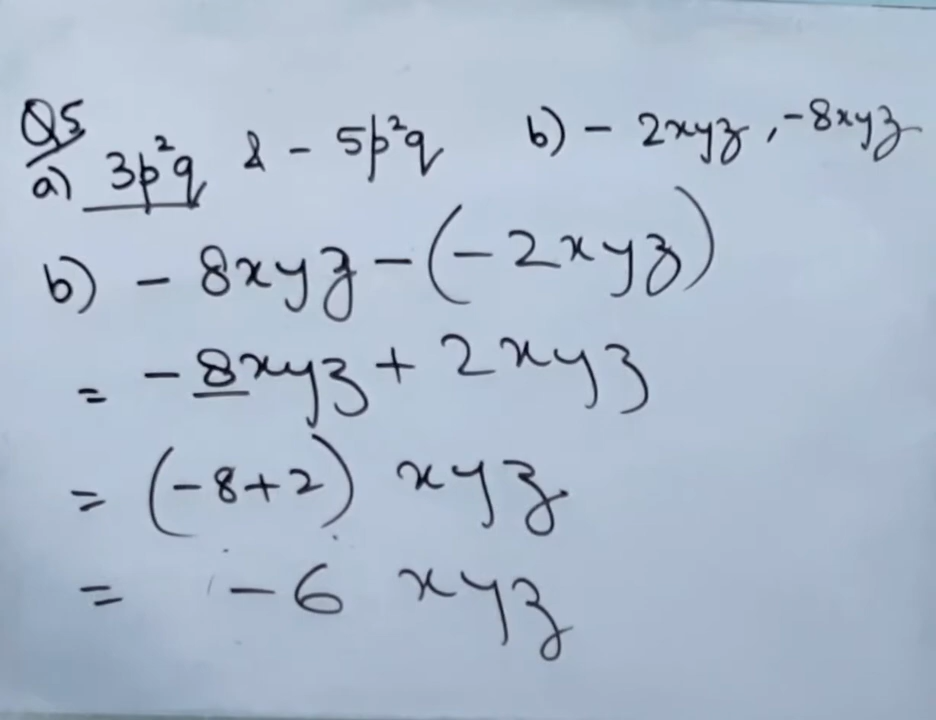 Q5
a) 3p²q & - 5p²q b) - 2xyz, -8xyz
b) - 8xyz - (- 2xyz)
= - 8xyz + 2xyz
= (-8+2) xyz
= - 6 xyz